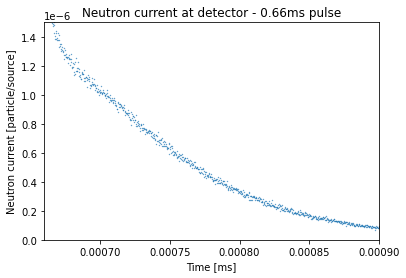 Neutron current at detector - 0.66ms pulse
1e−6
1.4
1.2
1.0
0.8
0.6
0.4
0.2
0.0
Neutron current [particle/source]
0.00070 0.00075 0.00080 0.00085 0.00090
Time [ms]